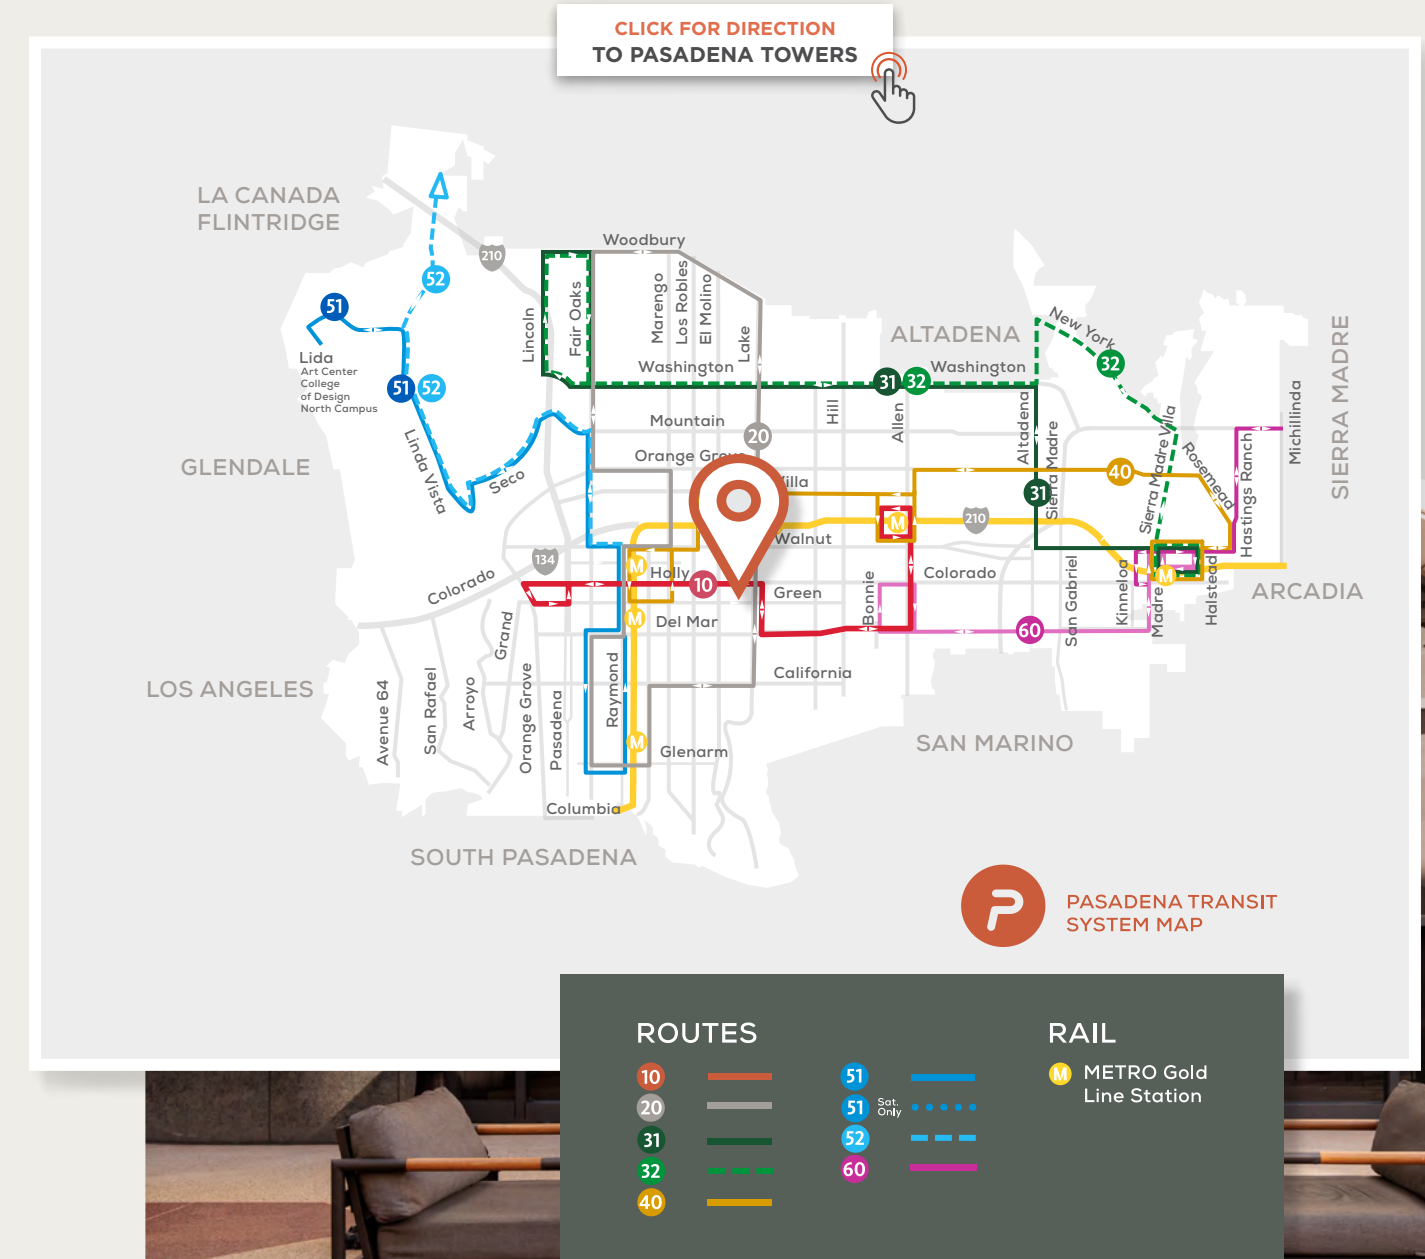 CLICK FOR DIRECTION
TO PASADENA TOWERS
LA CANADA
FLINTRIDGE
210
Woodbury
52
51
Lincoln
Fair Oaks
Marengo
Los Robles
El Molino
Lake
ALTADENA
New York
SIERRA MADRE
Lida
Art Center
College
of Design
North Campus
51
52
Washington
31
32
Washington
32
Mountain
20
Hill
Allen
Altadena
Sierra Madre
Sierra Madre Villa
Rosemead
Hastings Ranch
Michillinda
GLENDALE
Linda Vista
Seco
Orange Grove
40
31
M
210
Walnut
134
Colorado
M
Holly
10
Green
Bonnie
Colorado
San Gabriel
Kinneloa
Madre
M
Halstead
ARCADIA
Grand
M
Del Mar
60
LOS ANGELES
Avenue 64
San Rafael
Arroyo
Orange Grove
Pasadena
Raymond
California
M
Glenarm
SAN MARINO
Columbia
SOUTH PASADENA
P
PASADENA TRANSIT
SYSTEM MAP
ROUTES
10
20
31
32
40
51
51
Sat.
Only
52
60
RAIL
M
METRO Gold
Line Station